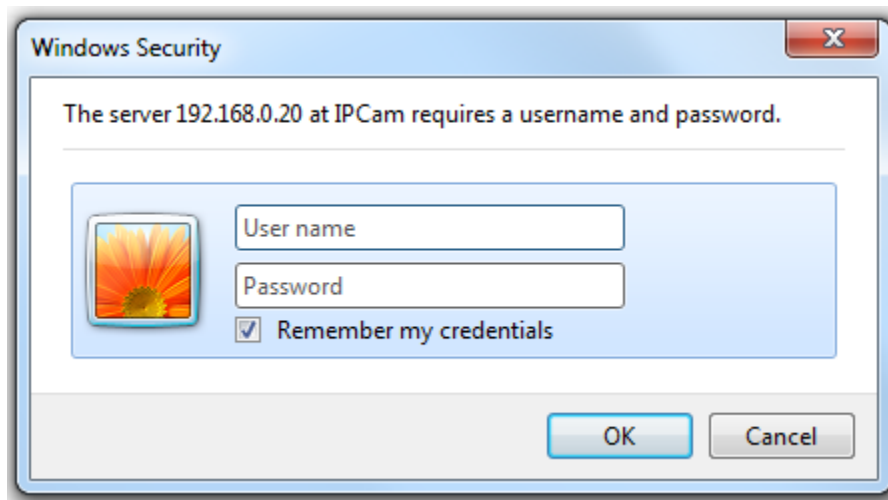 Windows Security
The server 192.168.0.20 at IPCam requires a username and password.
User name
Password
Remember my credentials
OK Cancel